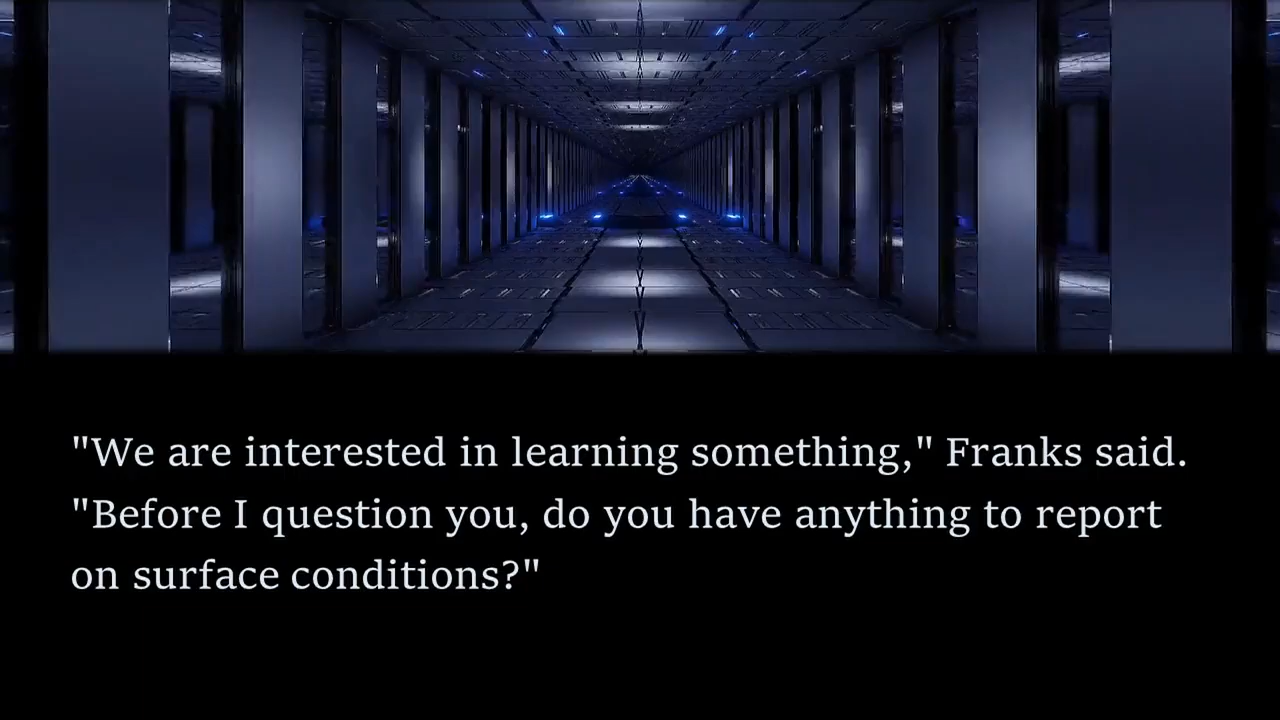 "We are interested in learning something," Franks said.
"Before I question you, do you have anything to report
on surface conditions?"